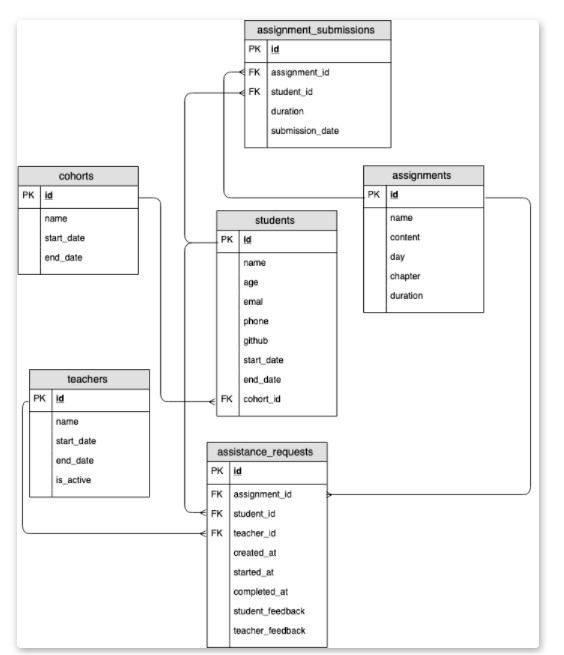 assignment_submissions
PK id
FK assignment_id
FK student_id
duration
submission_date
cohorts
PK id
name
start_date
end_date
assignments
PK id
name
content
day
chapter
duration
students
PK id
name
age
emal
phone
github
start_date
end_date
FK cohort_id
teachers
PK id
name
start_date
end_date
is_active
assistance_requests
PK id
FK assignment_id
FK student_id
FK teacher_id
created_at
started_at
completed_at
student_feedback
teacher_feedback